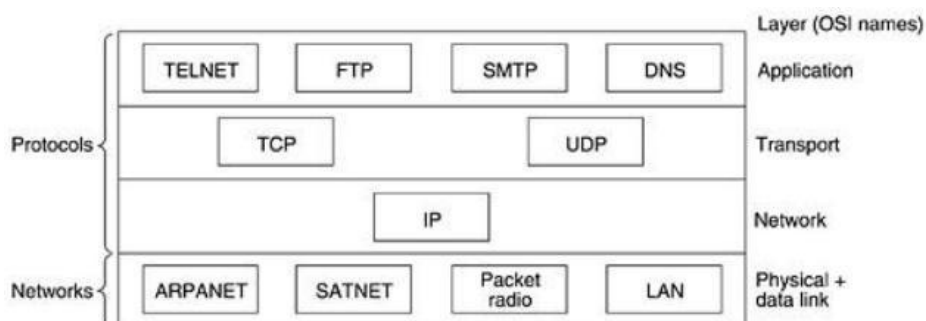 Layer (OSI names)
TELNET FTP SMTP DNS Application
Protocols TCP UDP Transport
IP Network
Networks ARPANET SATNET Packet radio LAN Physical + data link